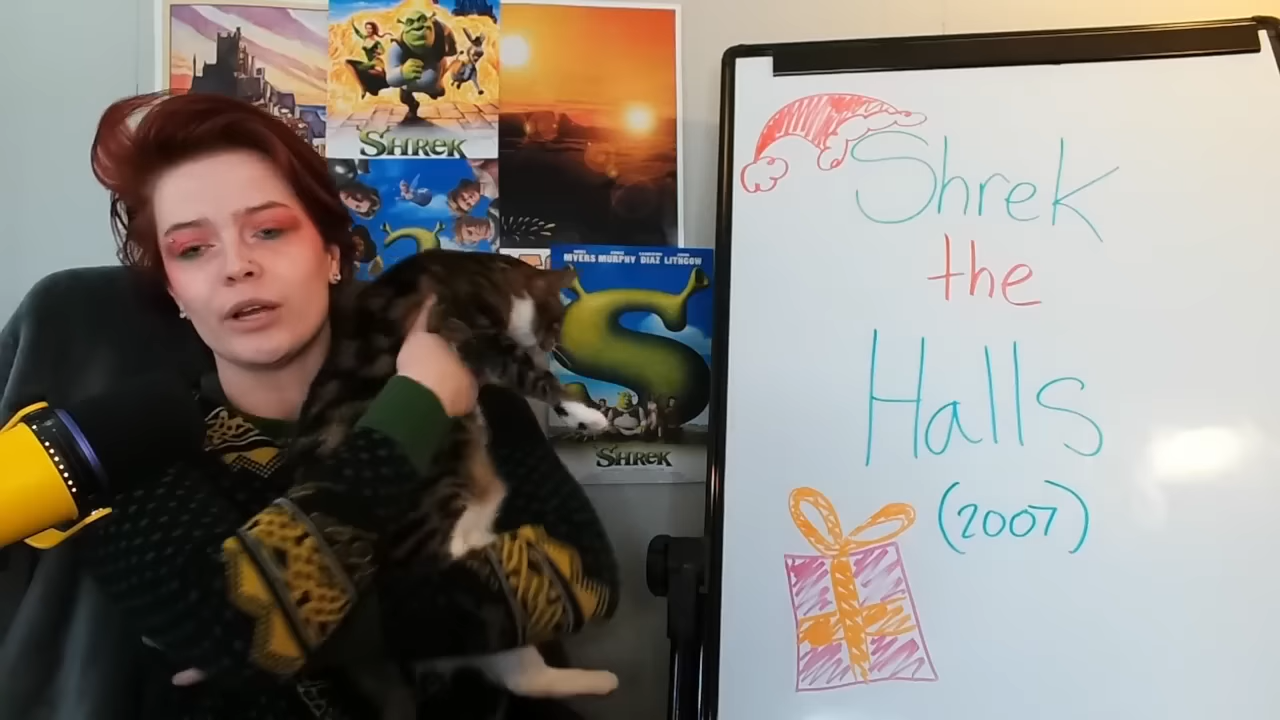 SHREK
MYERS MURPHY DIAZ LITHGOW
SHREK
Shrek
the
Halls
(2007)